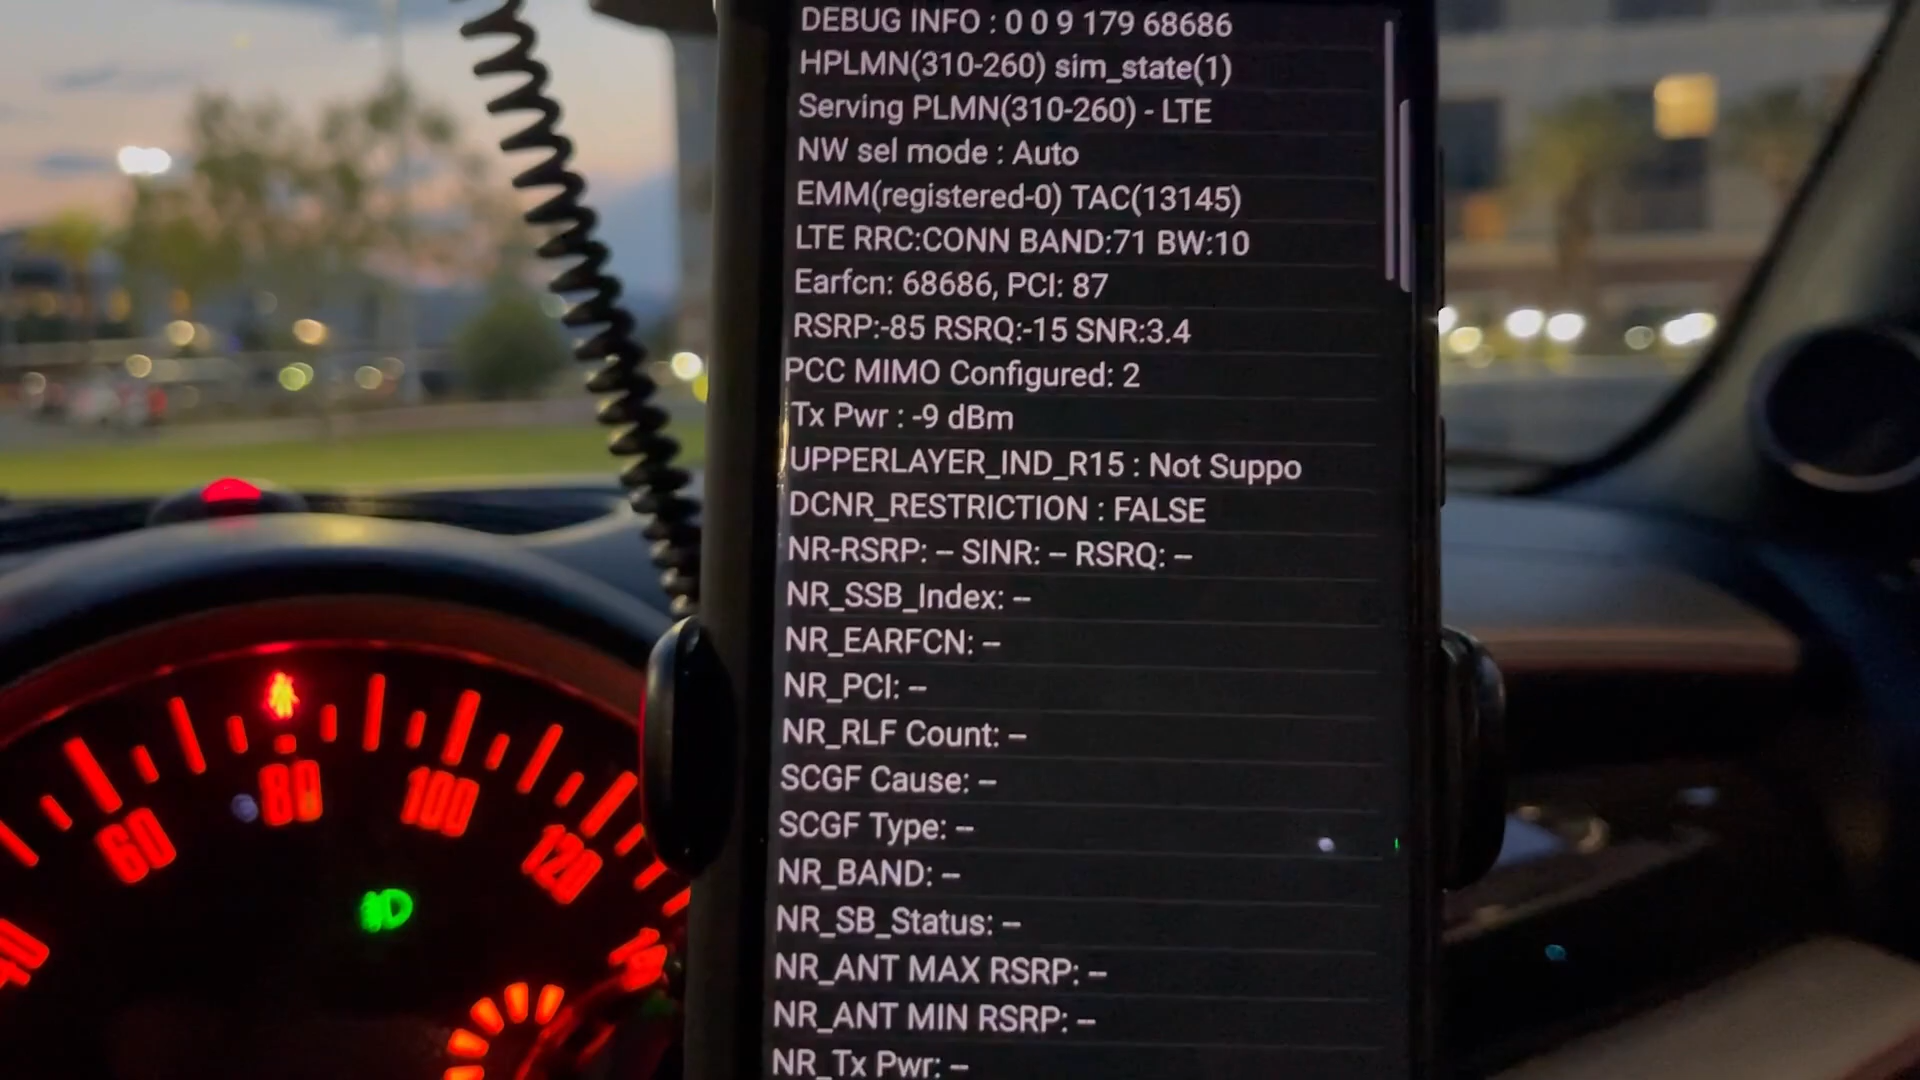 DEBUG INFO : 0 0 9 179 68686
HPLMN(310-260) sim_state(1)
Serving PLMN(310-260) - LTE
NW sel mode : Auto
EMM(registered-0) TAC(13145)
LTE RRC:CONN BAND:71 BW:10
Earfcn: 68686, PCI: 87
RSRP:-85 RSRQ:-15 SNR:3.4
PCC MIMO Configured: 2
Tx Pwr : -9 dBm
UPPERLAYER_IND_R15 : Not Suppo
DCNR_RESTRICTION : FALSE
NR-RSRP: -- SINR: -- RSRQ: --
NR_SSB_Index: --
NR_EARFCN: --
NR_PCI: --
NR_RLF Count: --
SCGF Cause: --
SCGF Type: --
NR_BAND: --
NR_SB_Status: --
NR_ANT MAX RSRP: --
NR_ANT MIN RSRP: --
NR_Tx Pwr: --
40
60
80
100
120